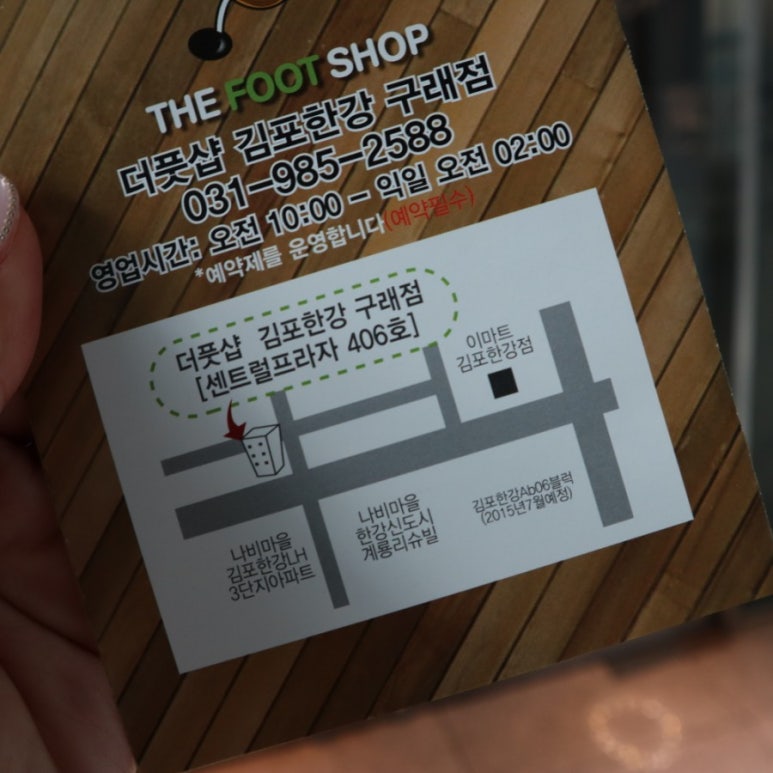 THE FOOT SHOP
더풋샵 김포한강 구래점
031-985-2588
영업시간: 오전 10:00 - 익일 오전 02:00
*예약제를 운영합니다(예약필수)
더풋샵 김포한강 구래점
[센트럴프라자 406호]
이마트
김포한강점
나비마을
김포한강LH
3단지아파트
나비마을
한강신도시
계룡리슈빌
김포한강Ab06블럭
(2015년7월예정)